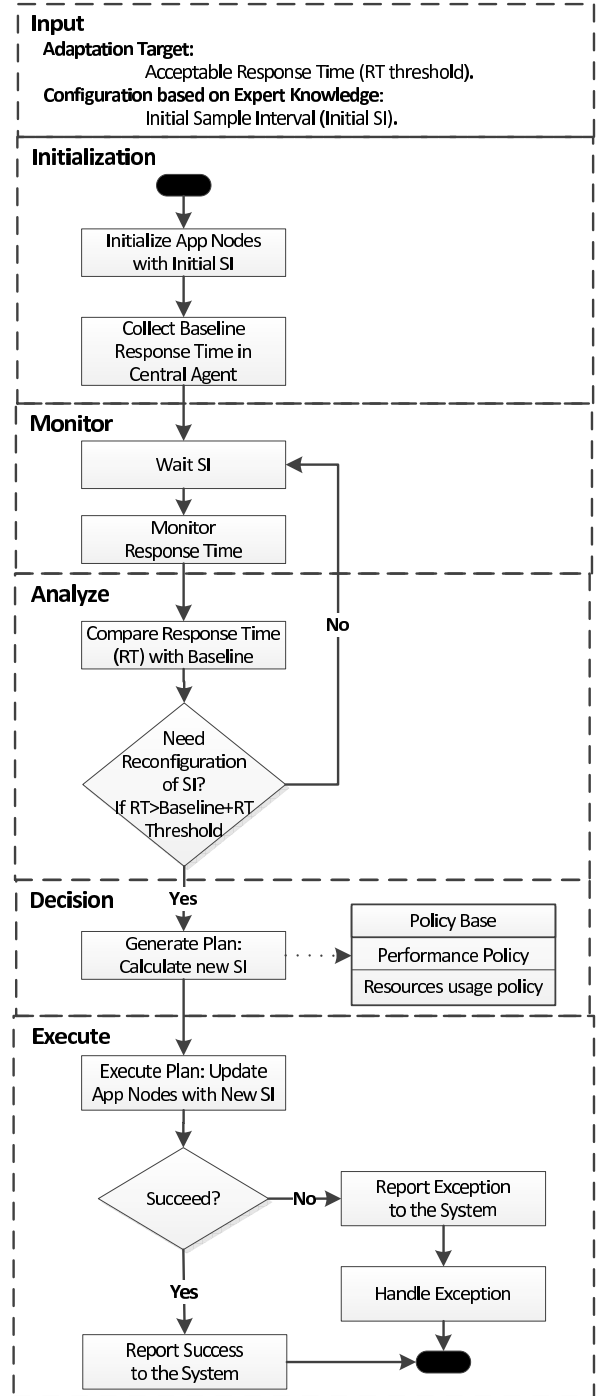 Input
Adaptation Target:
Acceptable Response Time (RT threshold).
Configuration based on Expert Knowledge:
Initial Sample Interval (Initial SI).
Initialization
Initialize App Nodes
with Initial SI
Collect Baseline
Response Time in
Central Agent
Monitor
Wait SI
Monitor
Response Time
Analyze
Compare Response Time
(RT) with Baseline
No
Need
Reconfiguration
of SI?
If RT>Baseline+RT
Threshold
Yes
Decision
Generate Plan:
Calculate new SI
Policy Base
Performance Policy
Resources usage policy
Execute
Execute Plan: Update
App Nodes with New SI
Succeed?
No
Report Exception
to the System
Handle Exception
Yes
Report Success
to the System